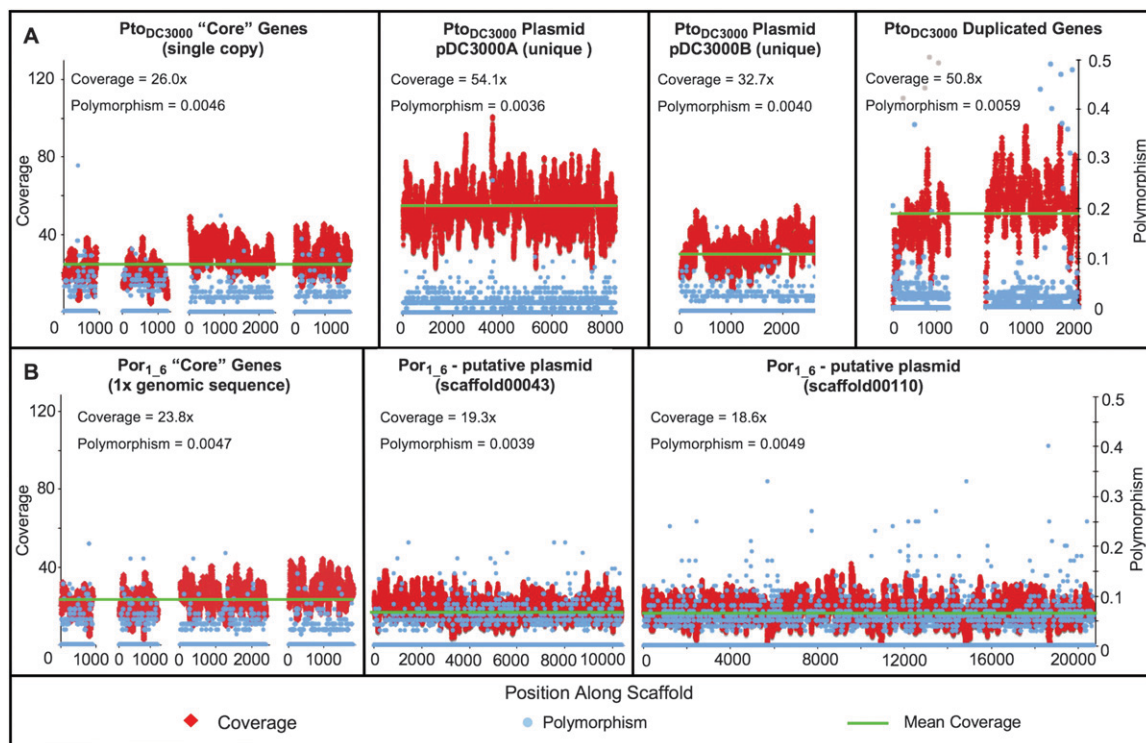 A
Pto_DC3000 “Core” Genes
(single copy)
Coverage = 26.0x
Polymorphism = 0.0046
Pto_DC3000 Plasmid
pDC3000A (unique )
Coverage = 54.1x
Polymorphism = 0.0036
Pto_DC3000 Plasmid
pDC3000B (unique)
Coverage = 32.7x
Polymorphism = 0.0040
Pto_DC3000 Duplicated Genes
Coverage = 50.8x
Polymorphism = 0.0059
120
80
40
Coverage
0 1000 0 1000 0 1000 2000 0 1000
0 2000 4000 6000 8000
0 1000 2000
0 1000 0 1000 2000
0.5
0.4
0.3
0.2
0.1
0
Polymorphism
B
Por_1_6 “Core” Genes
(1x genomic sequence)
Coverage = 23.8x
Polymorphism = 0.0047
Por_1_6 - putative plasmid
(scaffold00043)
Coverage = 19.3x
Polymorphism = 0.0039
Por_1_6 - putative plasmid
(scaffold00110)
Coverage = 18.6x
Polymorphism = 0.0049
120
80
40
Coverage
0 1000 0 1000 0 1000 2000 0 1000
0 2000 4000 6000 8000 10000
0 4000 8000 12000 16000 20000
0.5
0.4
0.3
0.2
0.1
0
Polymorphism
Position Along Scaffold
Coverage
Polymorphism
Mean Coverage